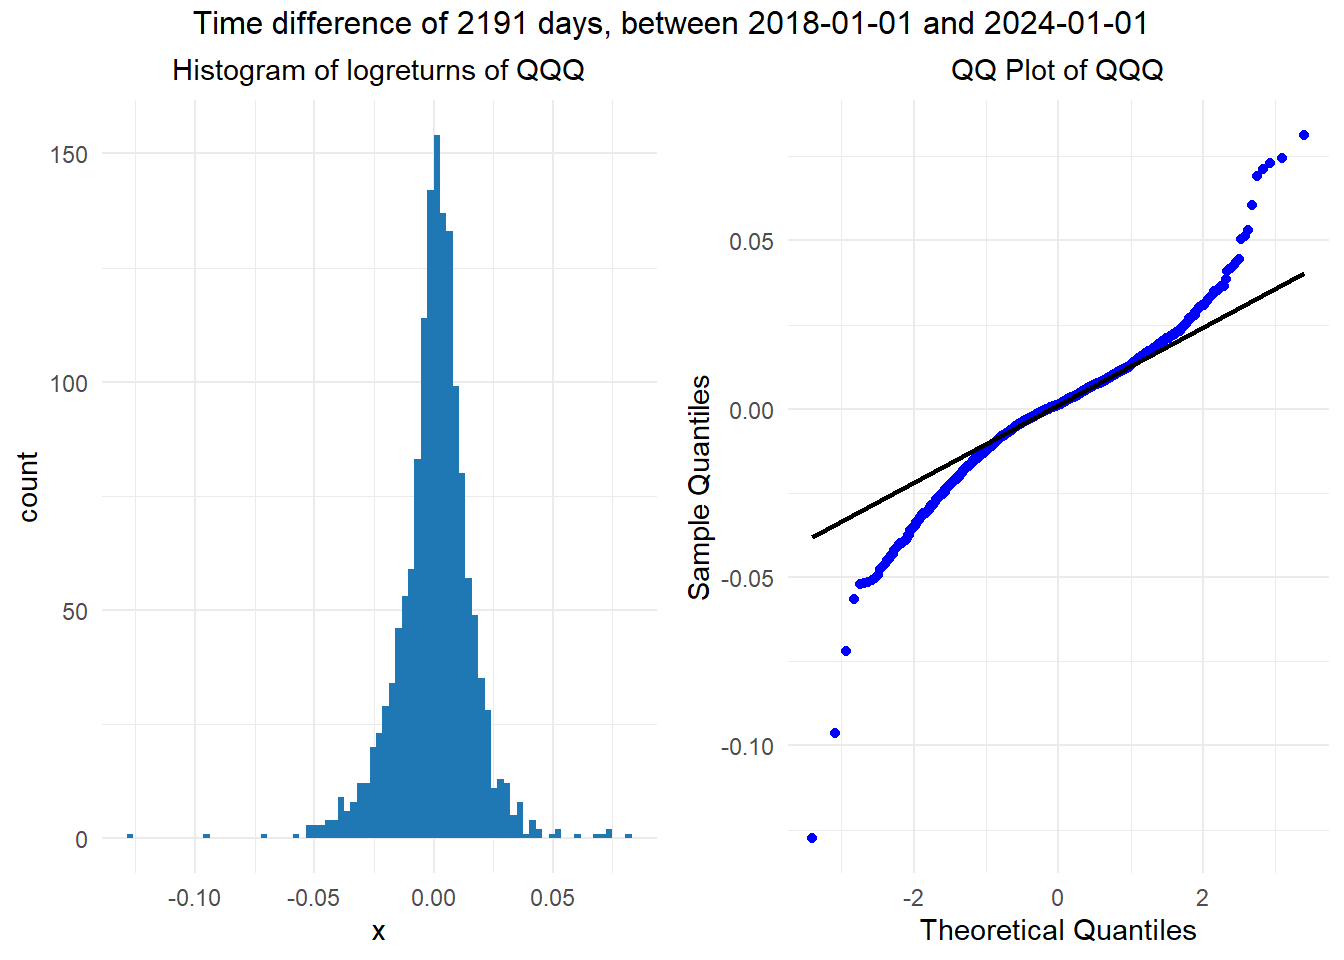 Time difference of 2191 days, between 2018-01-01 and 2024-01-01
Histogram of logreturns of QQQ
150
100
50
0
count
-0.10
-0.05
0.00
0.05
x
QQ Plot of QQQ
0.05
0.00
-0.05
-0.10
Sample Quantiles
-2
0
2
Theoretical Quantiles